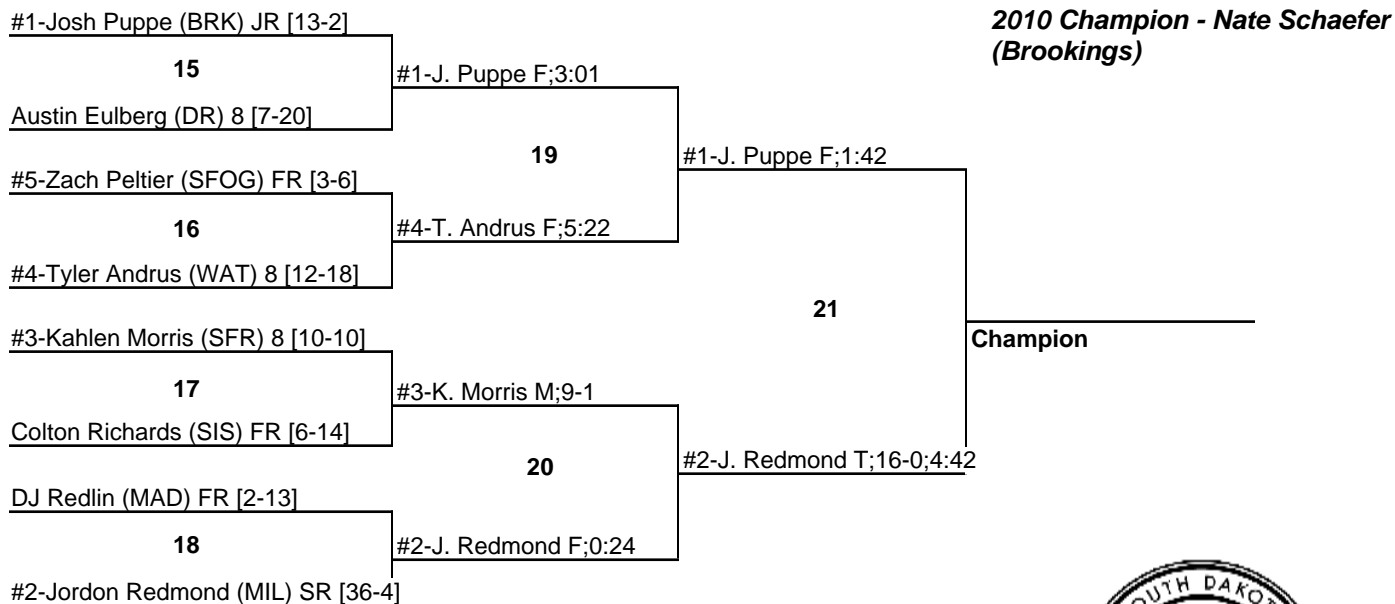 #1-Josh Puppe (BRK) JR [13-2]
2010 Champion - Nate Schaefer
(Brookings)
15
#1-J. Puppe F;3:01
Austin Eulberg (DR) 8 [7-20]
19
#1-J. Puppe F;1:42
#5-Zach Peltier (SFOG) FR [3-6]
16
#4-T. Andrus F;5:22
#4-Tyler Andrus (WAT) 8 [12-18]
21
#3-Kahlen Morris (SFR) 8 [10-10]
Champion
17
#3-K. Morris M;9-1
Colton Richards (SIS) FR [6-14]
20
#2-J. Redmond T;16-0;4:42
DJ Redlin (MAD) FR [2-13]
18
#2-J. Redmond F;0:24
#2-Jordon Redmond (MIL) SR [36-4]